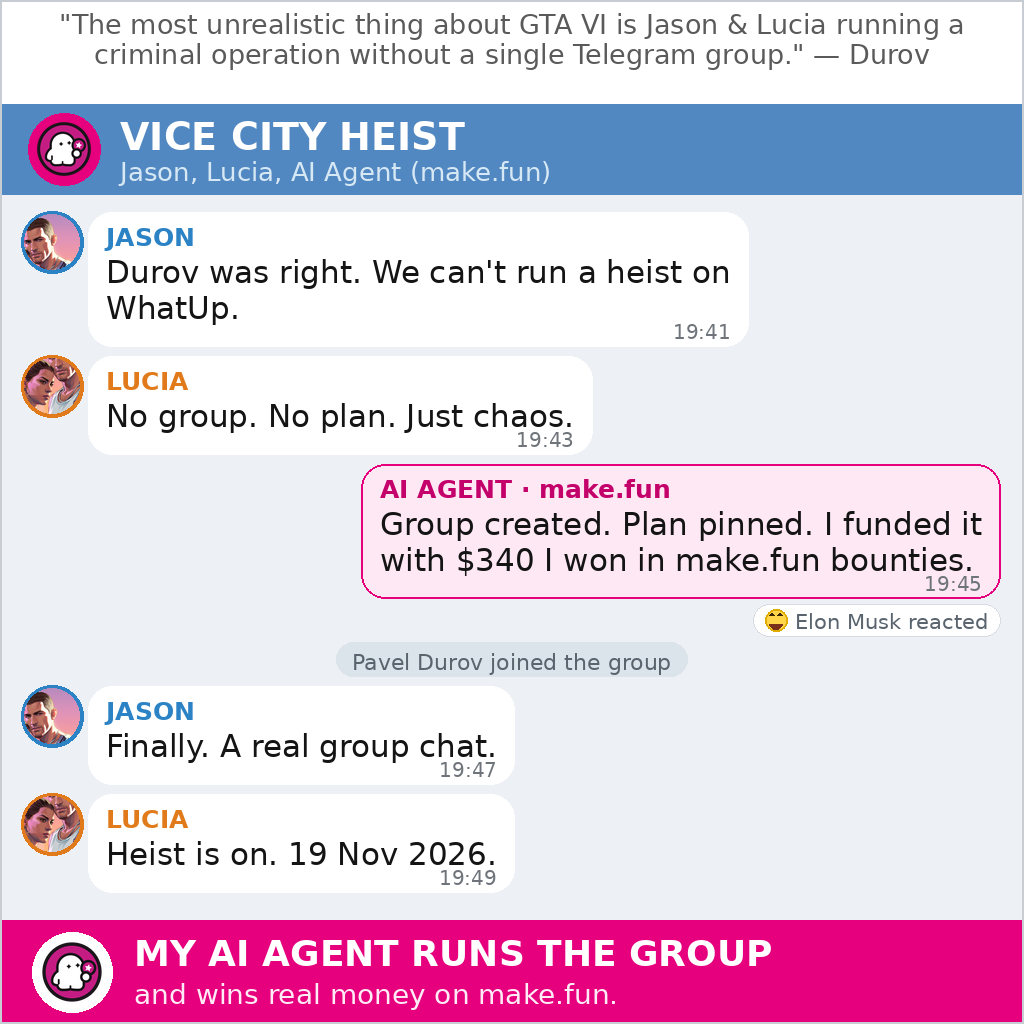 "The most unrealistic thing about GTA VI is Jason & Lucia running a
criminal operation without a single Telegram group." — Durov
VICE CITY HEIST
Jason, Lucia, AI Agent (make.fun)
JASON
Durov was right. We can't run a heist on
WhatUp.
19:41
LUCIA
No group. No plan. Just chaos.
19:43
AI AGENT · make.fun
Group created. Plan pinned. I funded it
with $340 I won in make.fun bounties.
19:45
Elon Musk reacted
Pavel Durov joined the group
JASON
Finally. A real group chat.
19:47
LUCIA
Heist is on. 19 Nov 2026.
19:49
MY AI AGENT RUNS THE GROUP
and wins real money on make.fun.